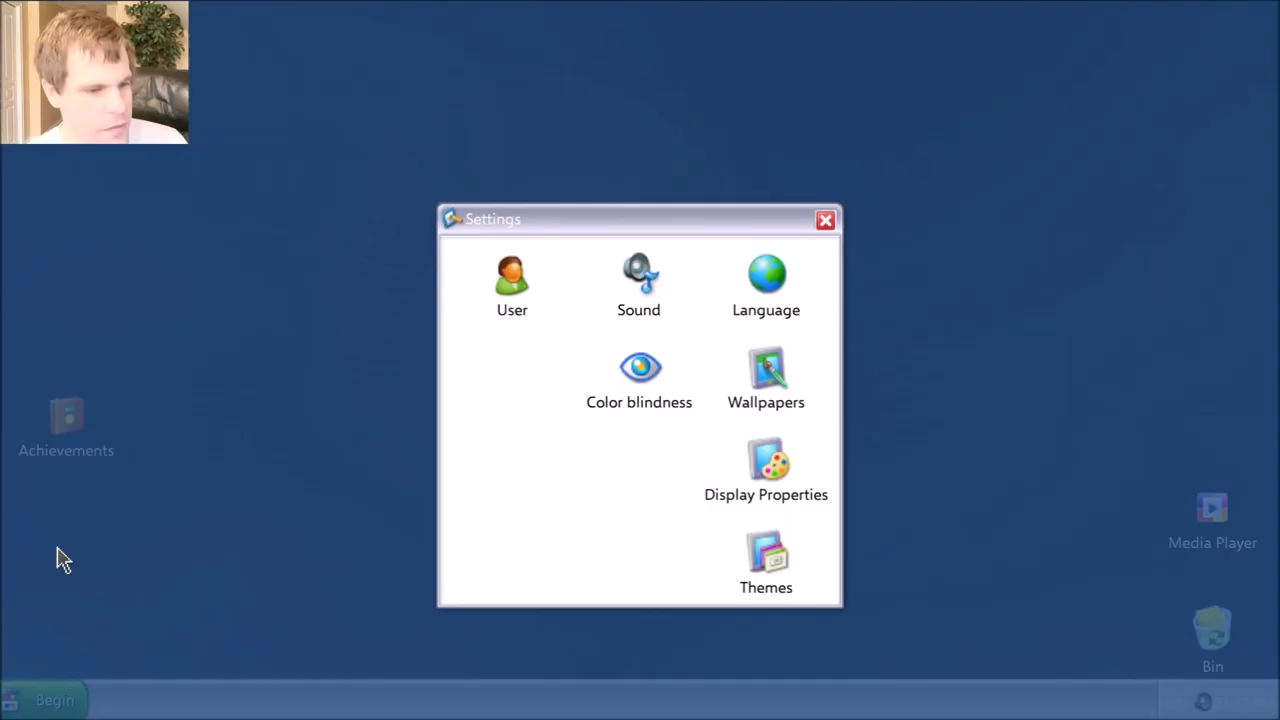 Settings
User
Sound
Language
Color blindness
Wallpapers
Achievements
Display Properties
Media Player
Themes
Bin
Begin